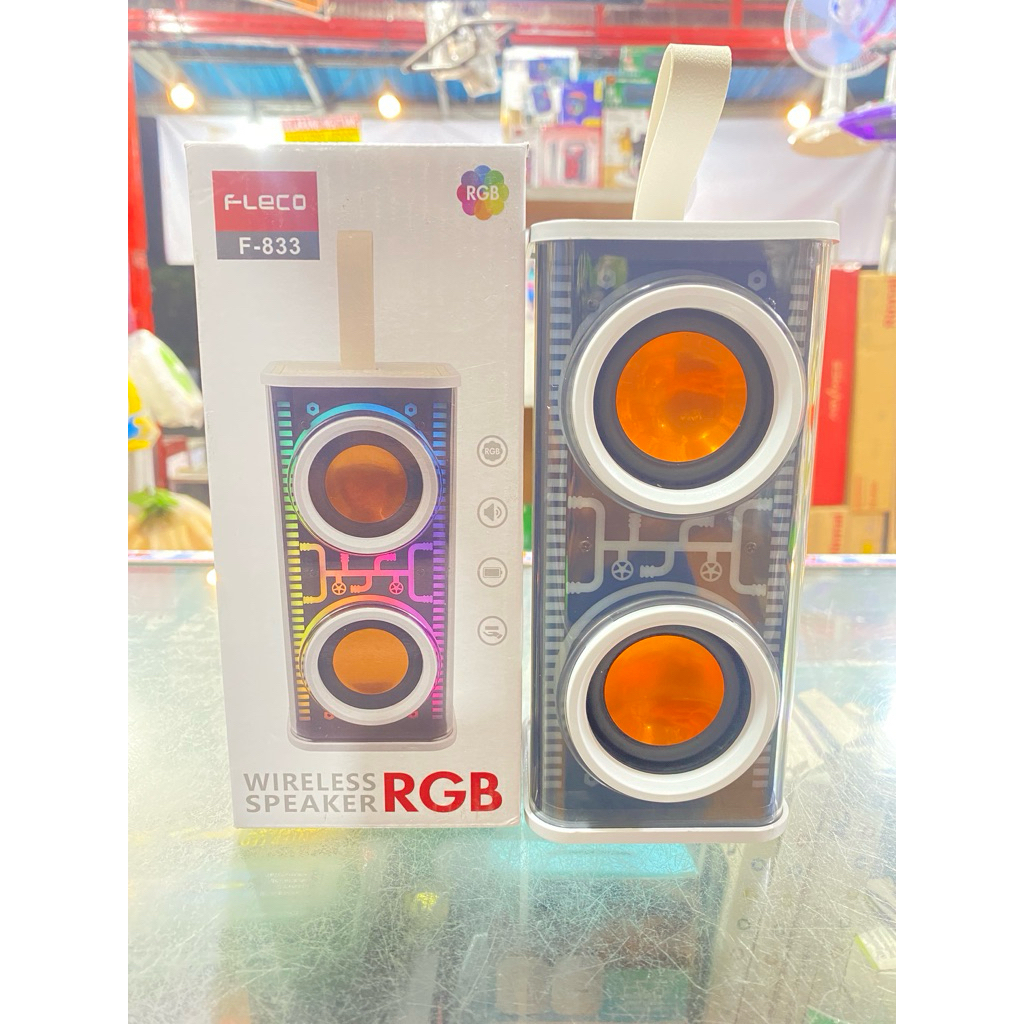 FLECO
F-833
RGB
RGB
WIRELESS
SPEAKER
RGB